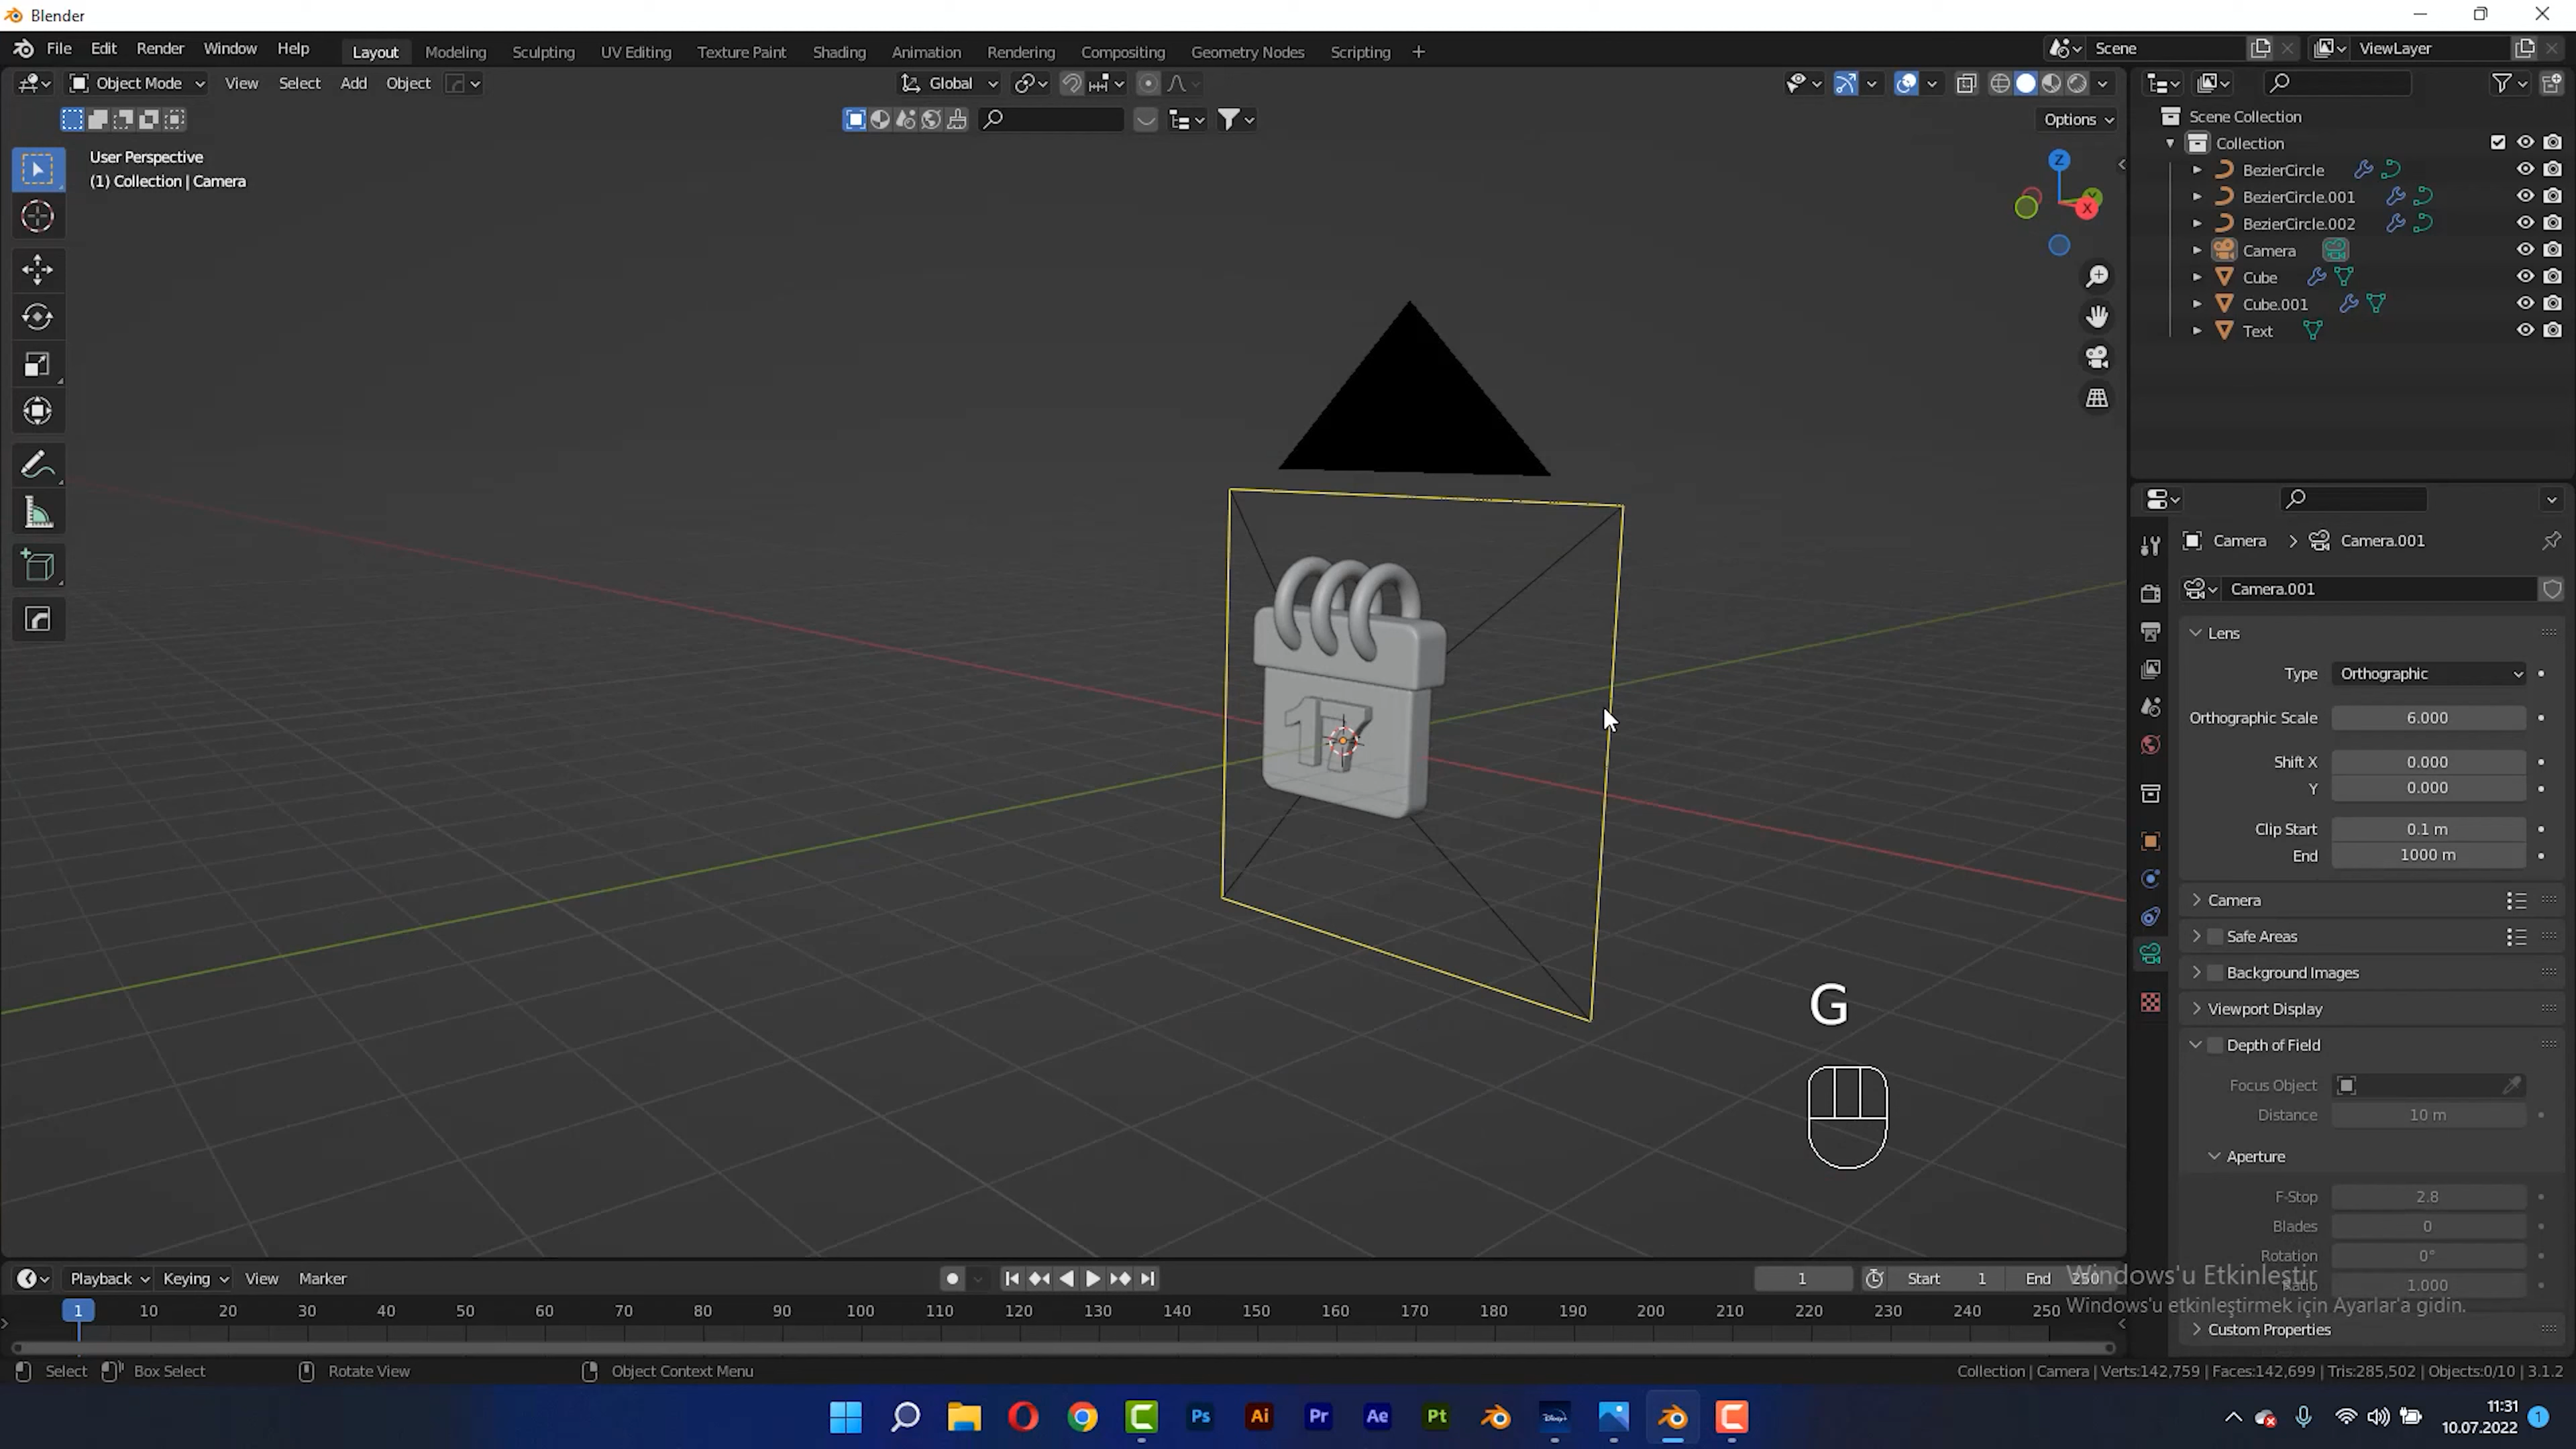 Blender
File Edit Render Window Help Layout Modeling Sculpting UV Editing Texture Paint Shading Animation Rendering Compositing Geometry Nodes Scripting + Scene ViewLayer
Object Mode View Select Add Object Global
Options
User Perspective
(1) Collection | Camera
Z
Y
X
17
G
Scene Collection
Collection
BezierCircle
BezierCircle.001
BezierCircle.002
Camera
Cube
Cube.001
Text
Camera > Camera.001
Camera.001
Lens
Type Orthographic
Orthographic Scale 6.000
Shift X 0.000
Y 0.000
Clip Start 0.1 m
End 1000 m
Camera
Safe Areas
Background Images
Viewport Display
Depth of Field
Focus Object
Distance 10 m
Aperture
F-Stop 2.8
Blades 0
Rotation 0°
Ratio 1.000
Custom Properties
Windows'u Etkinleştir
Windows'u etkinleştirmek için Ayarlar'a gidin.
Playback Keying View Marker 1 Start 1 End 250
1 10 20 30 40 50 60 70 80 90 100 110 120 130 140 150 160 170 180 190 200 210 220 230 240 250
Select Box Select Rotate View Object Context Menu Collection | Camera | Verts:142,759 | Faces:142,699 | Tris:285,502 | Objects:0/10 | 3.1.2
Ps Ai Pr Ae Pt Disney+
11:31
10.07.2022
1